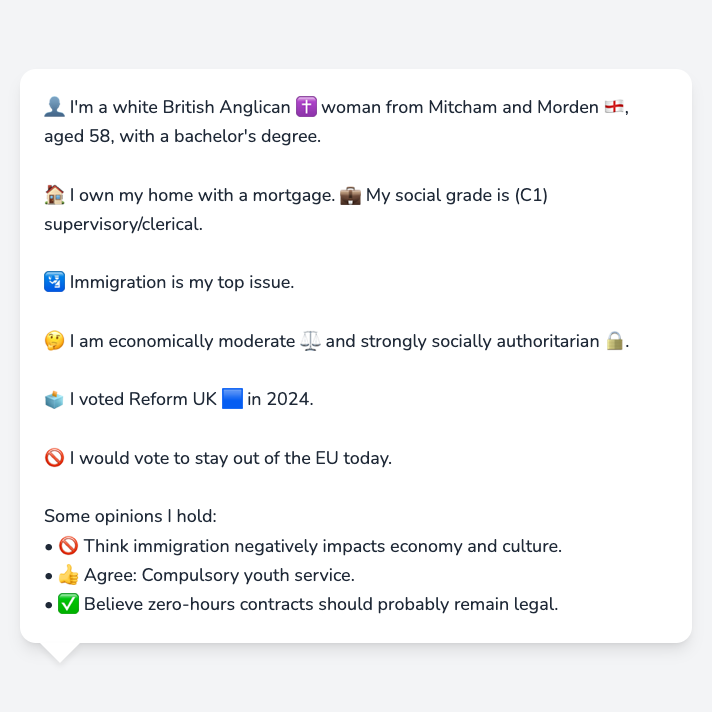 👤 I'm a white British Anglican ✝️ woman from Mitcham and Morden 🏴󠁧󠁢󠁥󠁮󠁧󠁿,
aged 58, with a bachelor's degree.
🏠 I own my home with a mortgage. 💼 My social grade is (C1)
supervisory/clerical.
🛂 Immigration is my top issue.
🤔 I am economically moderate ⚖️ and strongly socially authoritarian 🔒.
🗳️ I voted Reform UK 🟦 in 2024.
🚫 I would vote to stay out of the EU today.
Some opinions I hold:
• 🚫 Think immigration negatively impacts economy and culture.
• 👍 Agree: Compulsory youth service.
• ✅ Believe zero-hours contracts should probably remain legal.